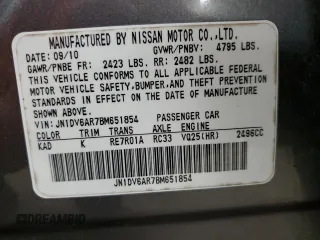 MANUFACTURED BY NISSAN MOTOR CO.,LTD.
DATE: 09/10 GVWR/PNBV: 4795 LBS.
GAWR/PNBE FR: 2423 LBS. RR: 2482 LBS.
THIS VEHICLE CONFORMS TO ALL APPLICABLE FEDERAL
MOTOR VEHICLE SAFETY,BUMPER,AND THEFT PREVENTION
STANDARDS IN EFFECT ON THE DATE OF MANUFACTURE
SHOWN ABOVE.
VIN: JN1DV6AR7BM651854 PASSENGER CAR
COLOR TRIM TRANS AXLE ENGINE
KAD K RE7R01A RC33 VQ25(HR) 2496CC
JN1DV6AR7BM651854
© IDREAMBID